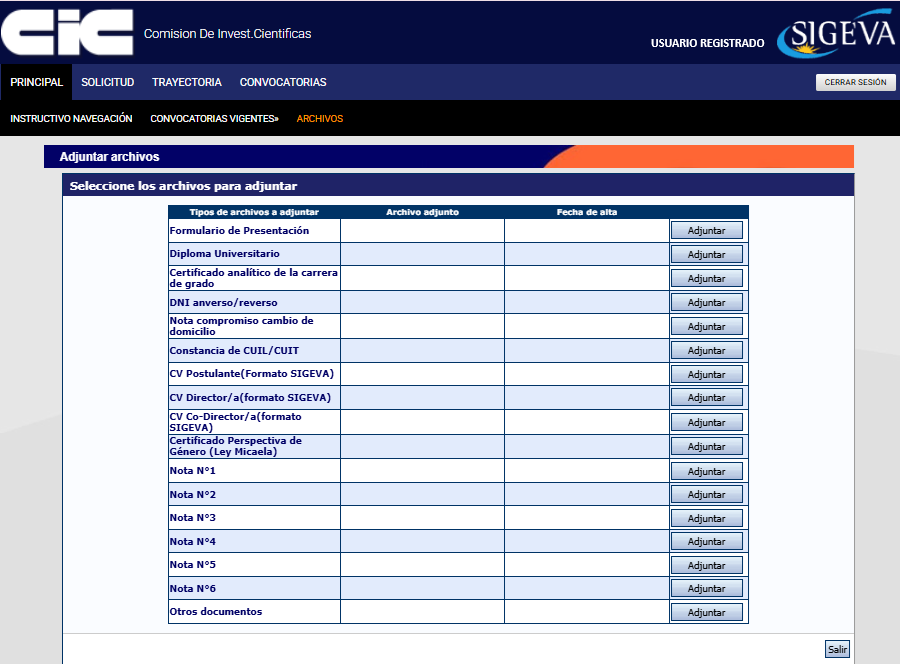 CIC Comision De Invest.Cientificas
USUARIO REGISTRADO SIGEVA
PRINCIPAL SOLICITUD TRAYECTORIA CONVOCATORIAS CERRAR SESIÓN
INSTRUCTIVO NAVEGACIÓN CONVOCATORIAS VIGENTES» ARCHIVOS
Adjuntar archivos
Seleccione los archivos para adjuntar
Tipos de archivos a adjuntar Archivo adjunto Fecha de alta
Formulario de Presentación Adjuntar
Diploma Universitario Adjuntar
Certificado analítico de la carrera
de grado Adjuntar
DNI anverso/reverso Adjuntar
Nota compromiso cambio de
domicilio Adjuntar
Constancia de CUIL/CUIT Adjuntar
CV Postulante(Formato SIGEVA) Adjuntar
CV Director/a(formato SIGEVA) Adjuntar
CV Co-Director/a(formato
SIGEVA) Adjuntar
Certificado Perspectiva de
Género (Ley Micaela) Adjuntar
Nota N°1 Adjuntar
Nota N°2 Adjuntar
Nota N°3 Adjuntar
Nota N°4 Adjuntar
Nota N°5 Adjuntar
Nota N°6 Adjuntar
Otros documentos Adjuntar
Salir